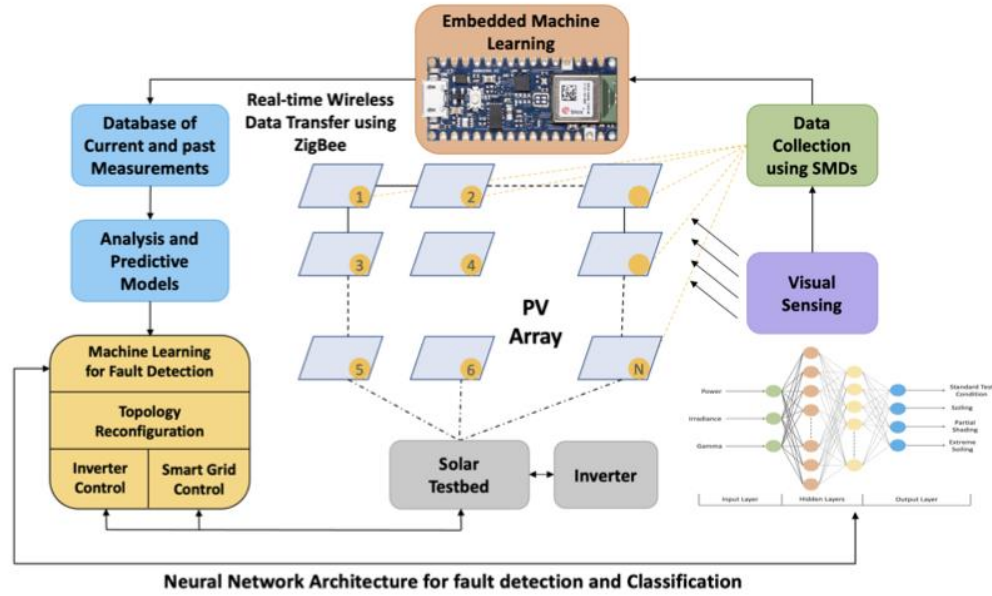 Embedded Machine
Learning
Real-time Wireless
Data Transfer using
ZigBee
Database of
Current and past
Measurements
Data
Collection
using SMDs
1
2
3
4
5
6
N
Analysis and
Predictive
Models
PV
Array
Visual
Sensing
Machine Learning
for Fault Detection
Topology
Reconfiguration
Inverter
Control
Smart Grid
Control
Solar
Testbed
Inverter
Power
Irradiance
Gamma
Standard Test
Condition
Soiling
Partial
Shading
Extreme
Soiling
Input Layer
Hidden Layers
Output Layer
Neural Network Architecture for fault detection and Classification